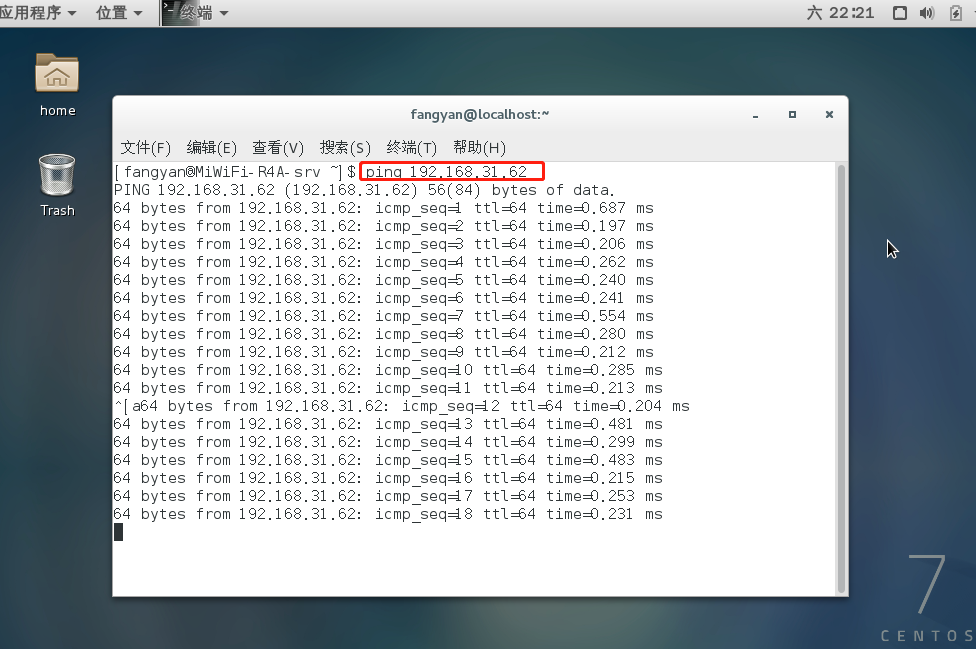 应用程序 位置 终端 六 22:21
home
Trash
fangyan@localhost:~
文件(F) 编辑(E) 查看(V) 搜索(S) 终端(T) 帮助(H)
[fangyan@MiWiFi-R4A-srv ~]$ ping 192.168.31.62
PING 192.168.31.62 (192.168.31.62) 56(84) bytes of data.
64 bytes from 192.168.31.62: icmp_seq=1 ttl=64 time=0.687 ms
64 bytes from 192.168.31.62: icmp_seq=2 ttl=64 time=0.197 ms
64 bytes from 192.168.31.62: icmp_seq=3 ttl=64 time=0.206 ms
64 bytes from 192.168.31.62: icmp_seq=4 ttl=64 time=0.262 ms
64 bytes from 192.168.31.62: icmp_seq=5 ttl=64 time=0.240 ms
64 bytes from 192.168.31.62: icmp_seq=6 ttl=64 time=0.241 ms
64 bytes from 192.168.31.62: icmp_seq=7 ttl=64 time=0.554 ms
64 bytes from 192.168.31.62: icmp_seq=8 ttl=64 time=0.280 ms
64 bytes from 192.168.31.62: icmp_seq=9 ttl=64 time=0.212 ms
64 bytes from 192.168.31.62: icmp_seq=10 ttl=64 time=0.285 ms
64 bytes from 192.168.31.62: icmp_seq=11 ttl=64 time=0.213 ms
^[a64 bytes from 192.168.31.62: icmp_seq=12 ttl=64 time=0.204 ms
64 bytes from 192.168.31.62: icmp_seq=13 ttl=64 time=0.481 ms
64 bytes from 192.168.31.62: icmp_seq=14 ttl=64 time=0.299 ms
64 bytes from 192.168.31.62: icmp_seq=15 ttl=64 time=0.483 ms
64 bytes from 192.168.31.62: icmp_seq=16 ttl=64 time=0.215 ms
64 bytes from 192.168.31.62: icmp_seq=17 ttl=64 time=0.253 ms
64 bytes from 192.168.31.62: icmp_seq=18 ttl=64 time=0.231 ms
7
CENTOS